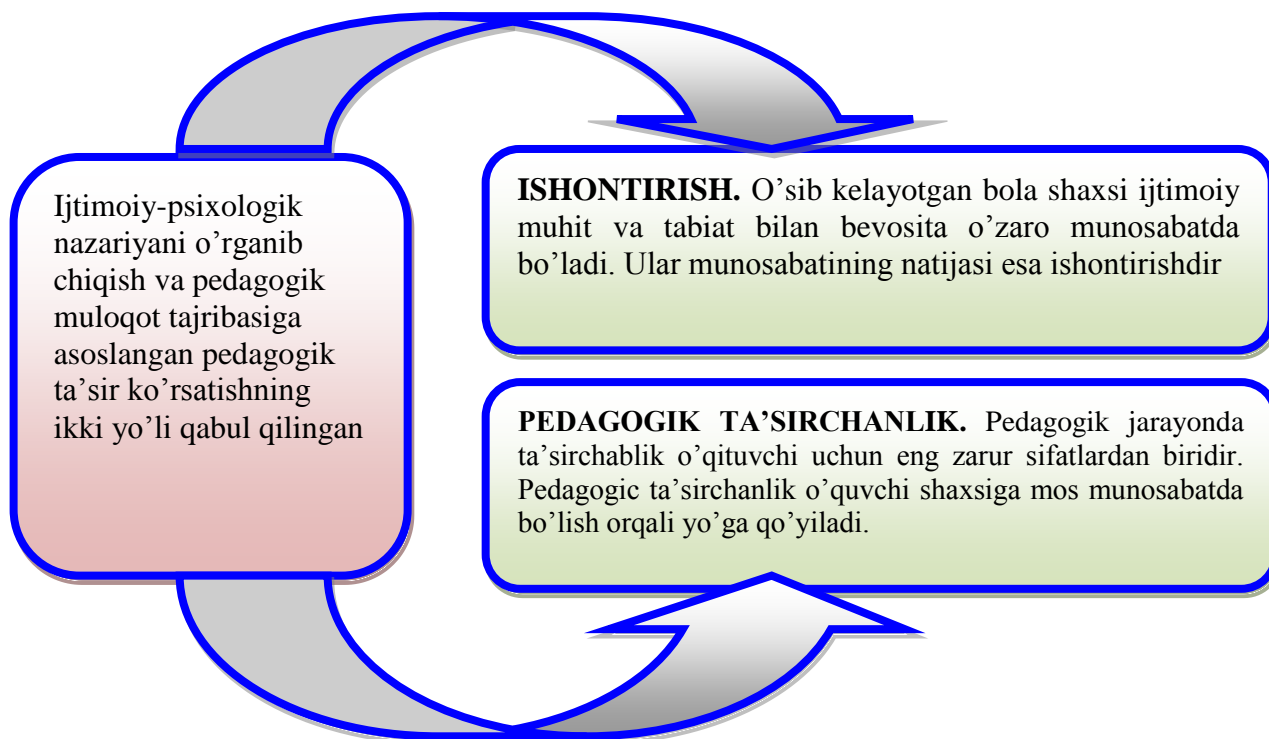 Ijtimoiy-psixologik
nazariyani o’rganib
chiqish va pedagogik
muloqot tajribasiga
asoslangan pedagogik
ta’sir ko’rsatishning
ikki yo’li qabul qilingan
ISHONTIRISH. O’sib kelayotgan bola shaxsi ijtimoiy
muhit va tabiat bilan bevosita o’zaro munosabatda
bo’ladi. Ular munosabatining natijasi esa ishontirishdir
PEDAGOGIK TA’SIRCHANLIK. Pedagogik jarayonda
ta’sirchablik o’qituvchi uchun eng zarur sifatlardan biridir.
Pedagogic ta’sirchanlik o’quvchi shaxsiga mos munosabatda
bo’lish orqali yo’ga qo’yiladi.